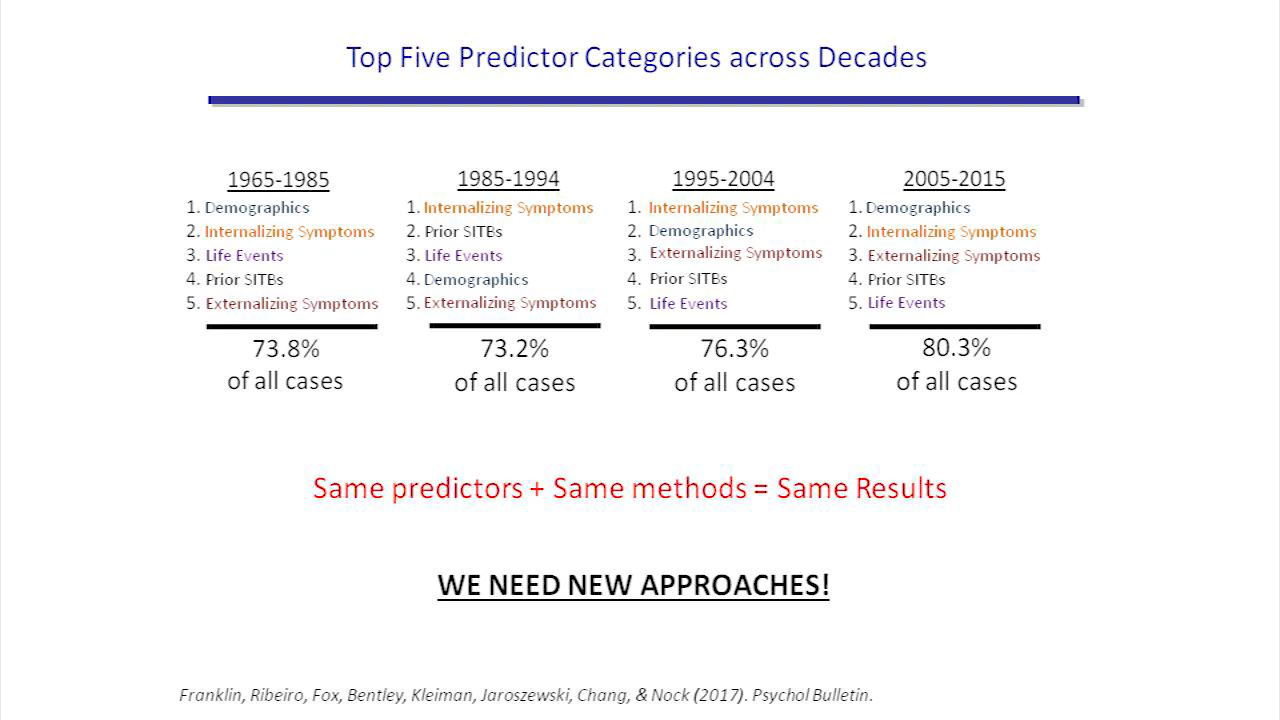 Top Five Predictor Categories across Decades
1965-1985
1. Demographics
2. Internalizing Symptoms
3. Life Events
4. Prior SITBs
5. Externalizing Symptoms
73.8%
of all cases
1985-1994
1. Internalizing Symptoms
2. Prior SITBs
3. Life Events
4. Demographics
5. Externalizing Symptoms
73.2%
of all cases
1995-2004
1. Internalizing Symptoms
2. Demographics
3. Externalizing Symptoms
4. Prior SITBs
5. Life Events
76.3%
of all cases
2005-2015
1. Demographics
2. Internalizing Symptoms
3. Externalizing Symptoms
4. Prior SITBs
5. Life Events
80.3%
of all cases
Same predictors + Same methods = Same Results
WE NEED NEW APPROACHES!
Franklin, Ribeiro, Fox, Bentley, Kleiman, Jaroszewski, Chang, & Nock (2017). Psychol Bulletin.